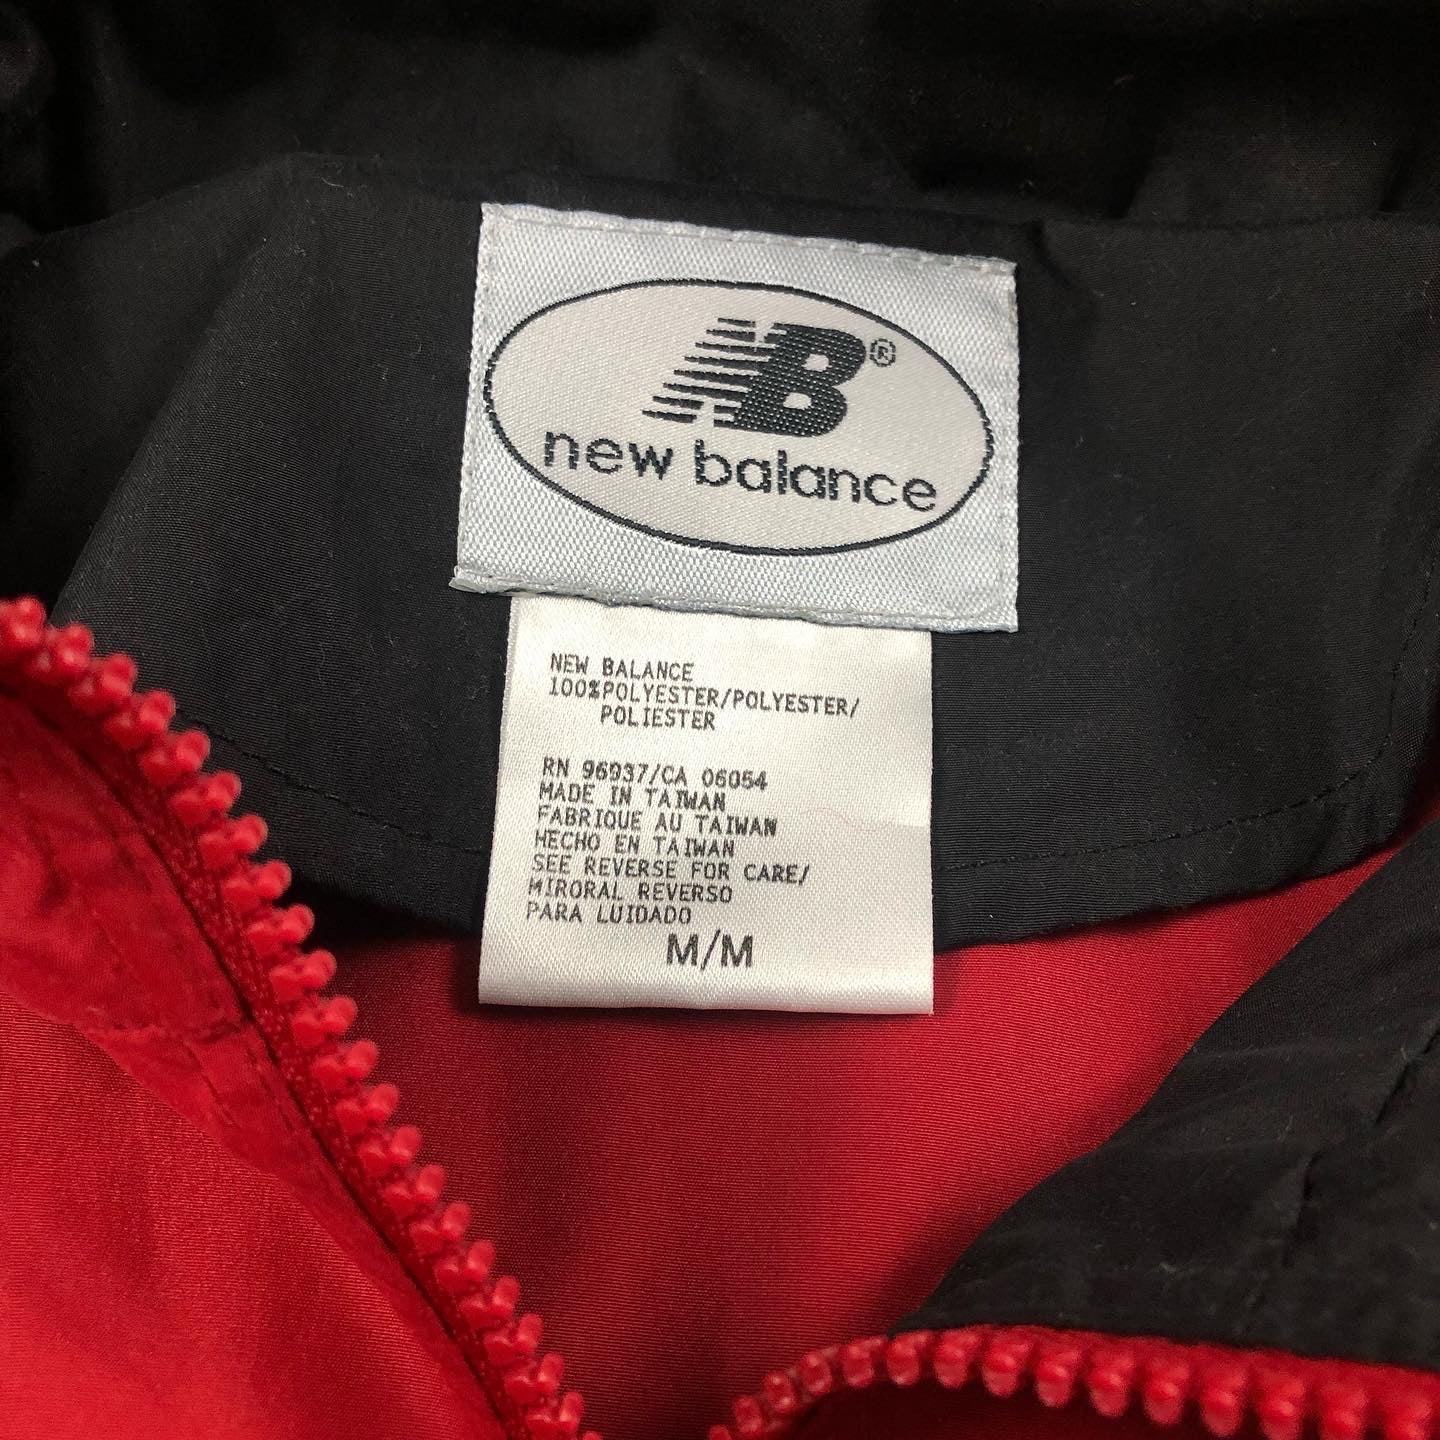 NB®
new balance
NEW BALANCE
100%POLYESTER/POLYESTER/
POLIESTER
RN 96937/CA 06054
MADE IN TAIWAN
FABRIQUE AU TAIWAN
HECHO EN TAIWAN
SEE REVERSE FOR CARE/
MIRORAL REVERSO
PARA LUIDADO
M/M